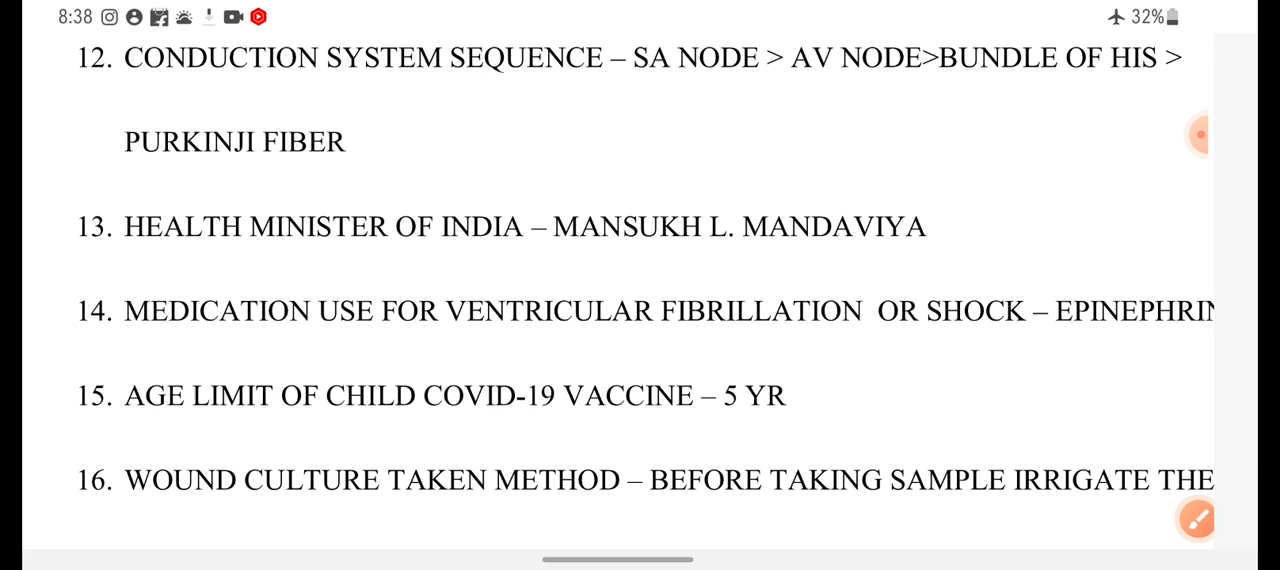 8:38 32%
12. CONDUCTION SYSTEM SEQUENCE – SA NODE > AV NODE>BUNDLE OF HIS >
PURKINJI FIBER
13. HEALTH MINISTER OF INDIA – MANSUKH L. MANDAVIYA
14. MEDICATION USE FOR VENTRICULAR FIBRILLATION OR SHOCK – EPINEPHRIN
15. AGE LIMIT OF CHILD COVID-19 VACCINE – 5 YR
16. WOUND CULTURE TAKEN METHOD – BEFORE TAKING SAMPLE IRRIGATE THE